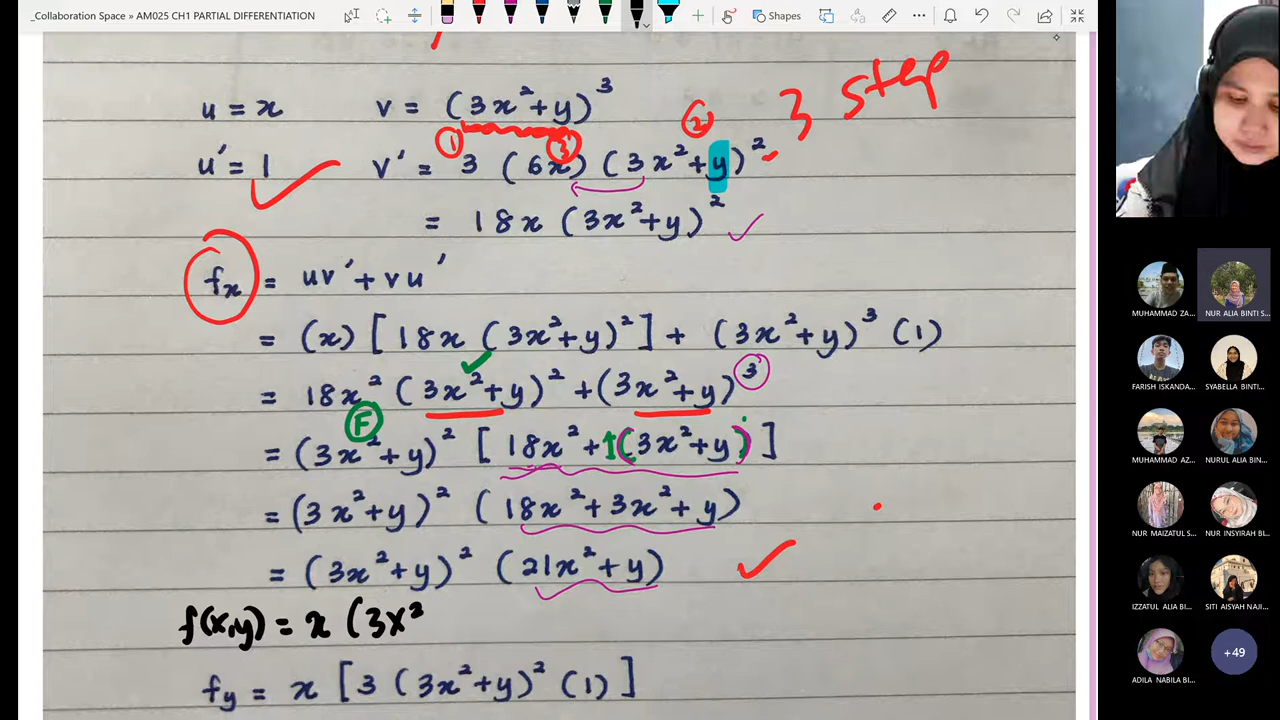 _Collaboration Space » AM025 CH1 PARTIAL DIFFERENTIATION
Shapes
3 step
u = x v = (3x²+y)³
① ③ ②
u' = 1 v' = 3 (6x) (3x²+y)²
= 18x (3x²+y)²
fx = uv' + vu'
= (x) [18x (3x²+y)²] + (3x²+y)³ (1)
= 18x² (3x²+y)² + (3x²+y)³
F
= (3x²+y)² [18x² + 1(3x²+y)]
= (3x²+y)² (18x² + 3x² + y)
= (3x²+y)² (21x² + y)
f(x,y) = x (3x²
fy = x [3 (3x²+y)² (1)]
MUHAMMAD ZA...
NUR ALIA BINTI S...
FARISH ISKANDA...
SYABELLA BINTI...
MUHAMMAD AZ...
NURUL ALIA BIN...
NUR MAIZATUL S...
NUR INSYIRAH BI...
IZZATUL ALIA BI...
SITI AISYAH NAJI...
ADILA NABILA BI...
+49